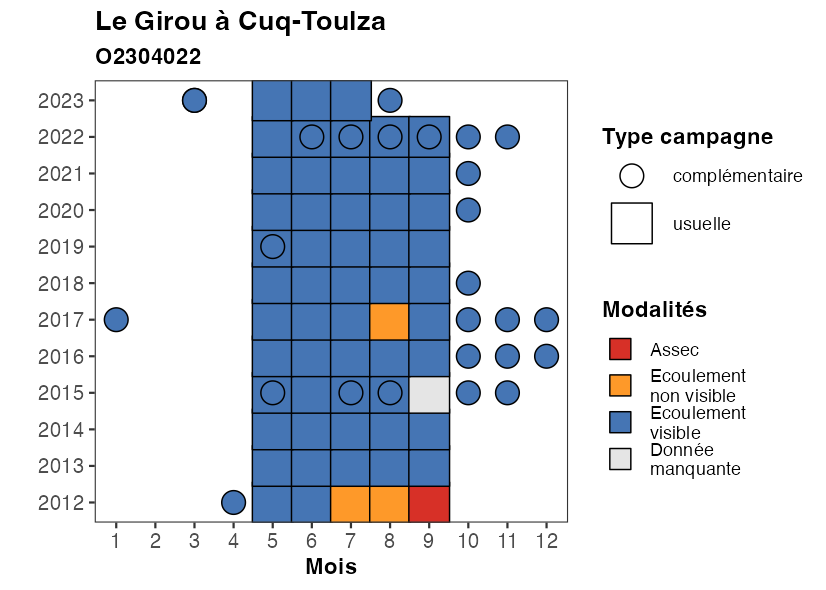 Le Girou à Cuq-Toulza
O2304022
2023
2022
2021
2020
2019
2018
2017
2016
2015
2014
2013
2012
1 2 3 4 5 6 7 8 9 10 11 12
Mois
Type campagne
complémentaire
usuelle
Modalités
Assec
Ecoulement
non visible
Ecoulement
visible
Donnée
manquante